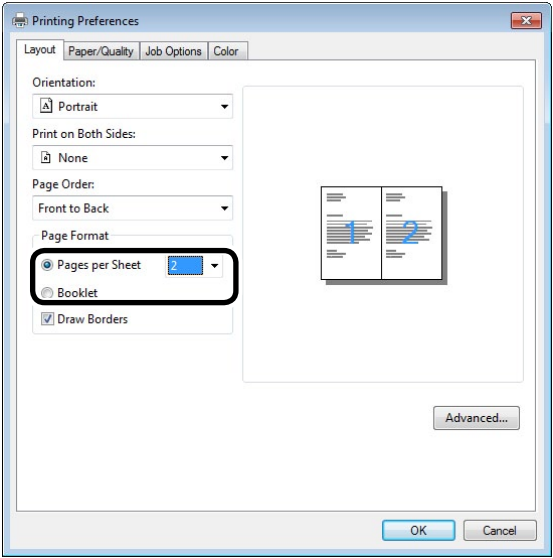 Printing Preferences
Layout Paper/Quality Job Options Color
Orientation:
A Portrait
Print on Both Sides:
None
Page Order:
Front to Back
Page Format
Pages per Sheet 2
Booklet
Draw Borders
1 2
Advanced...
OK Cancel